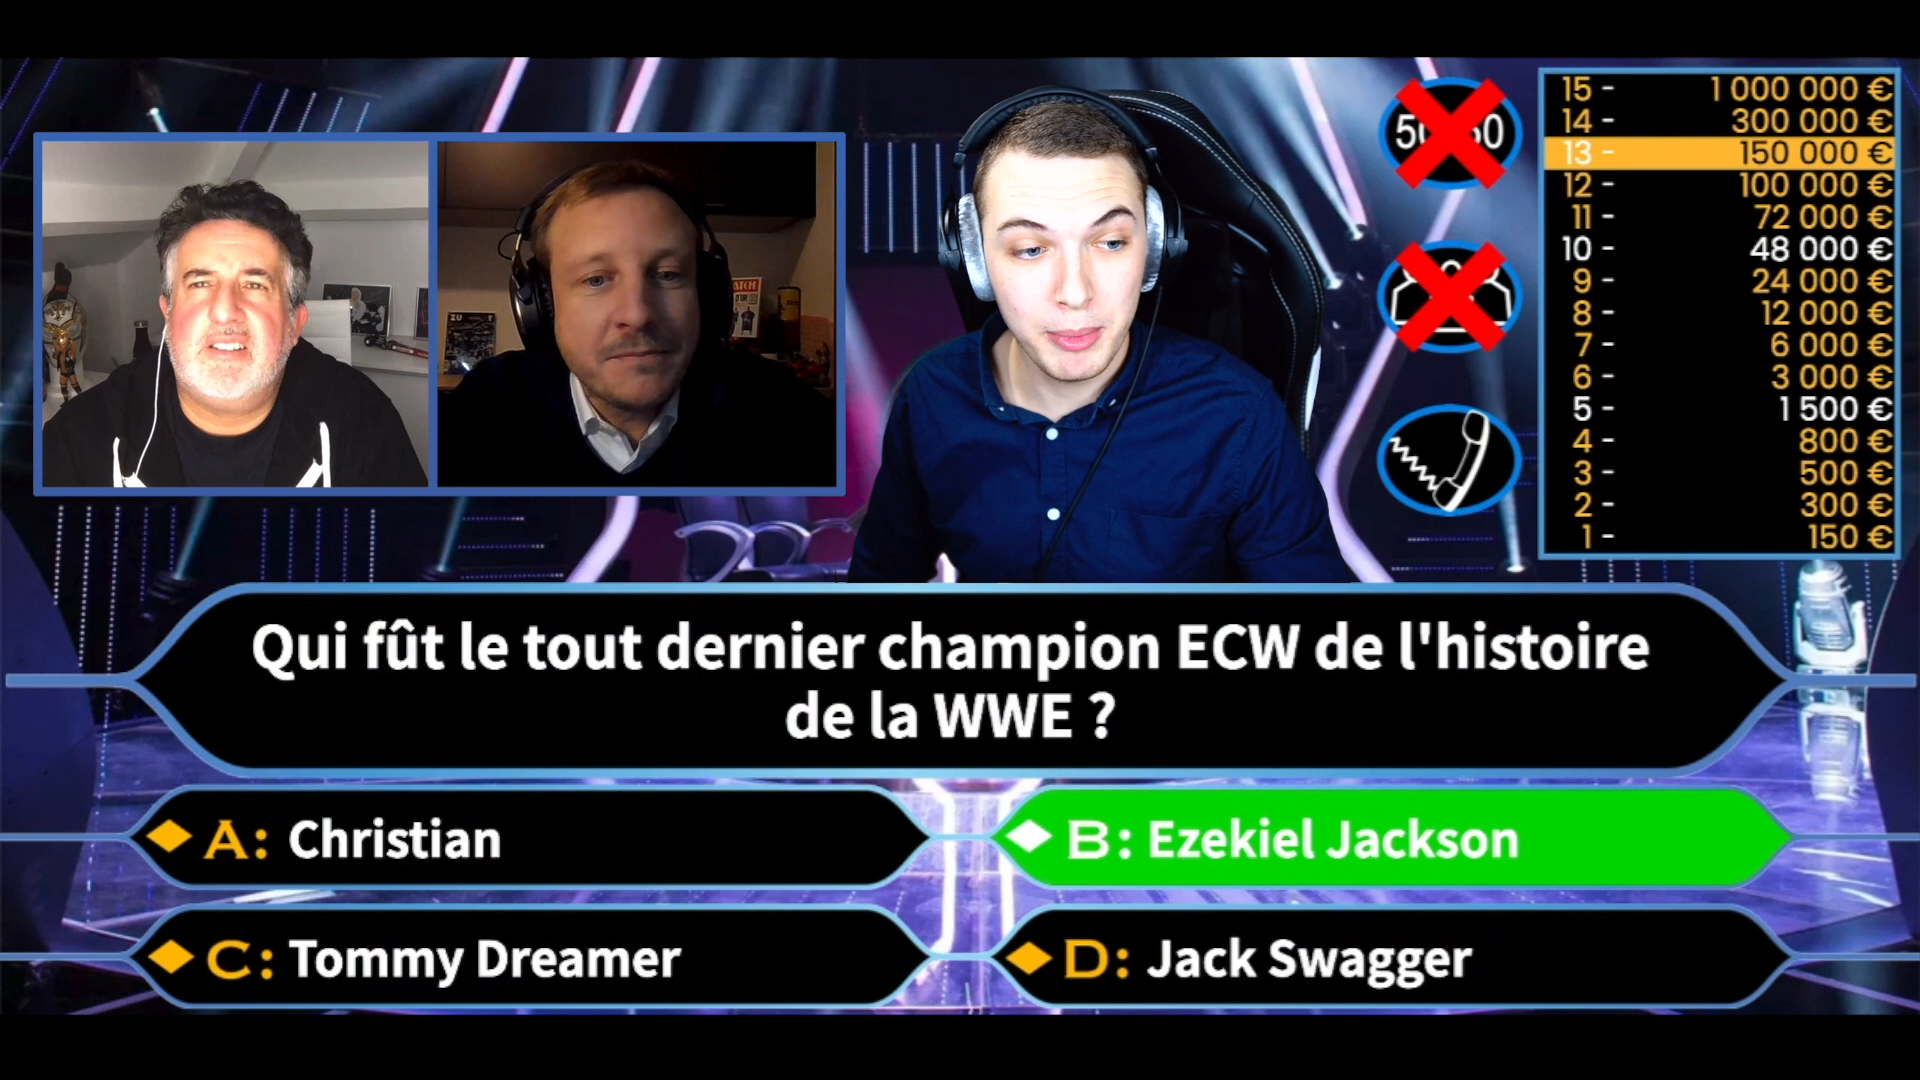 50 50
15 - 1 000 000 €
14 - 300 000 €
13 - 150 000 €
12 - 100 000 €
11 - 72 000 €
10 - 48 000 €
9 - 24 000 €
8 - 12 000 €
7 - 6 000 €
6 - 3 000 €
5 - 1 500 €
4 - 800 €
3 - 500 €
2 - 300 €
1 - 150 €
Qui fût le tout dernier champion ECW de l'histoire
de la WWE ?
A: Christian
B: Ezekiel Jackson
C: Tommy Dreamer
D: Jack Swagger